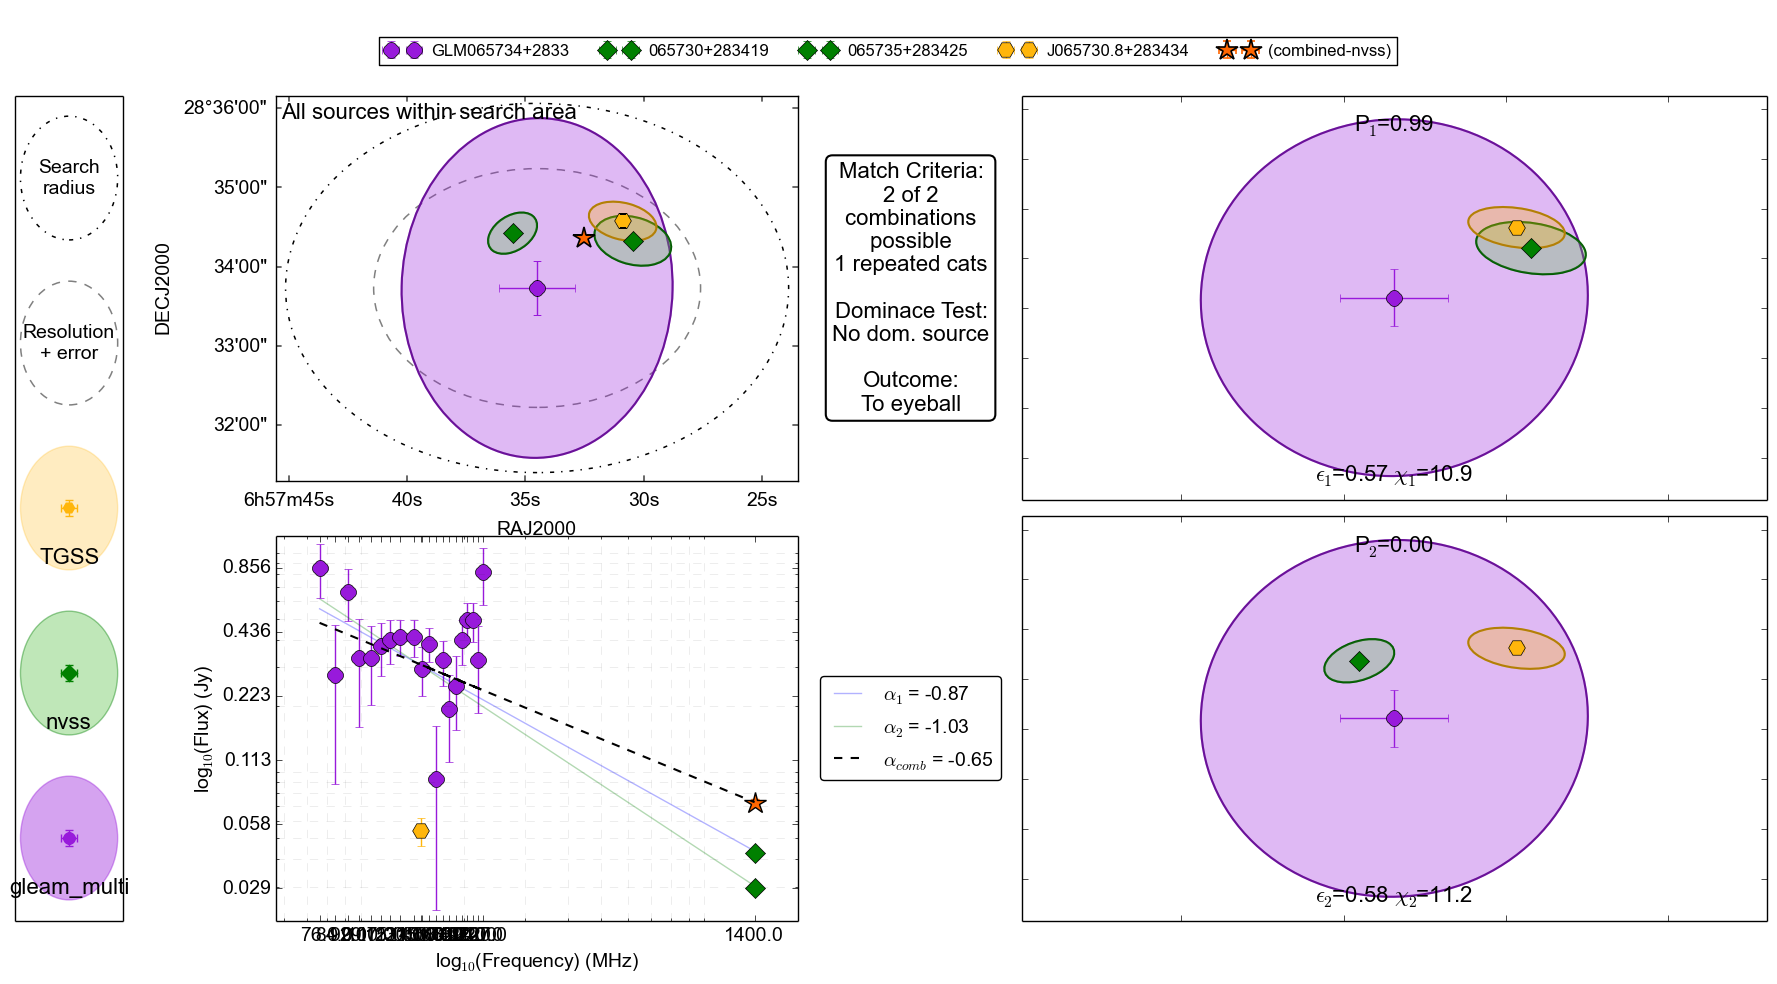 GLM065734+2833
065730+283419
065735+283425
J065730.8+283434
(combined-nvss)
Search
radius
Resolution
+ error
TGSS
nvss
gleam_multi
All sources within search area
28°36'00"
35'00"
34'00"
33'00"
32'00"
DECJ2000
6h57m45s
40s
35s
30s
25s
RAJ2000
Match Criteria:
2 of 2
combinations
possible
1 repeated cats
Dominace Test:
No dom. source
Outcome:
To eyeball
P1=0.99
ϵ1=0.57 χ1=10.9
P2=0.00
ϵ2=0.58 χ2=11.2
0.856
0.436
0.223
0.113
0.058
0.029
log10(Flux) (Jy)
1400.0
log10(Frequency) (MHz)
α1 = -0.87
α2 = -1.03
αcomb = -0.65